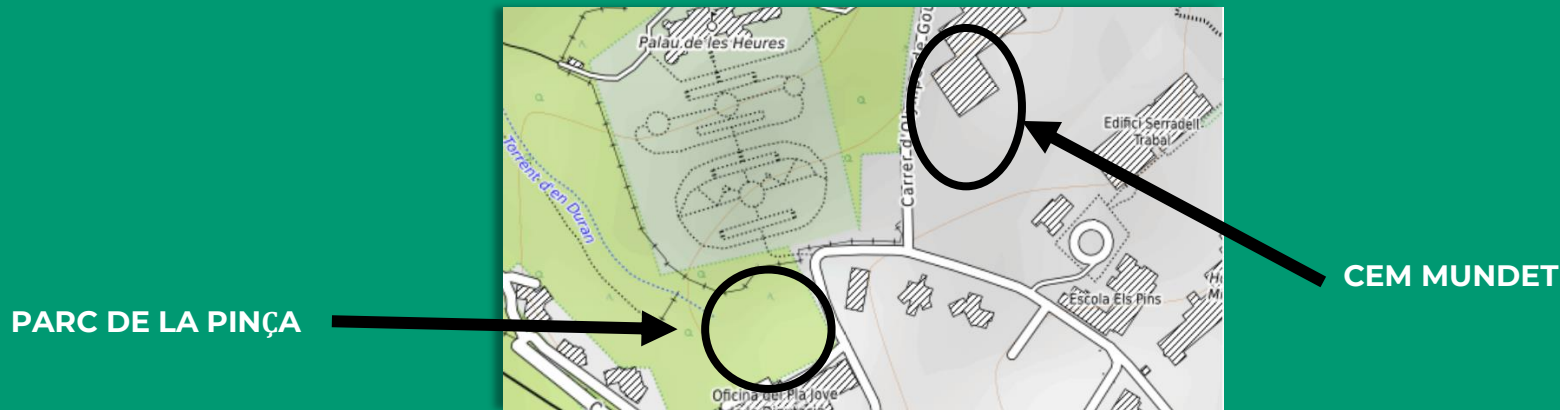 Palau de les Heures
Edifici Serradell-
Trabal
Torrent d'en Duran
CEM MUNDET
Escola Els Pins
PARC DE LA PINÇA
Oficina del Pla Jove